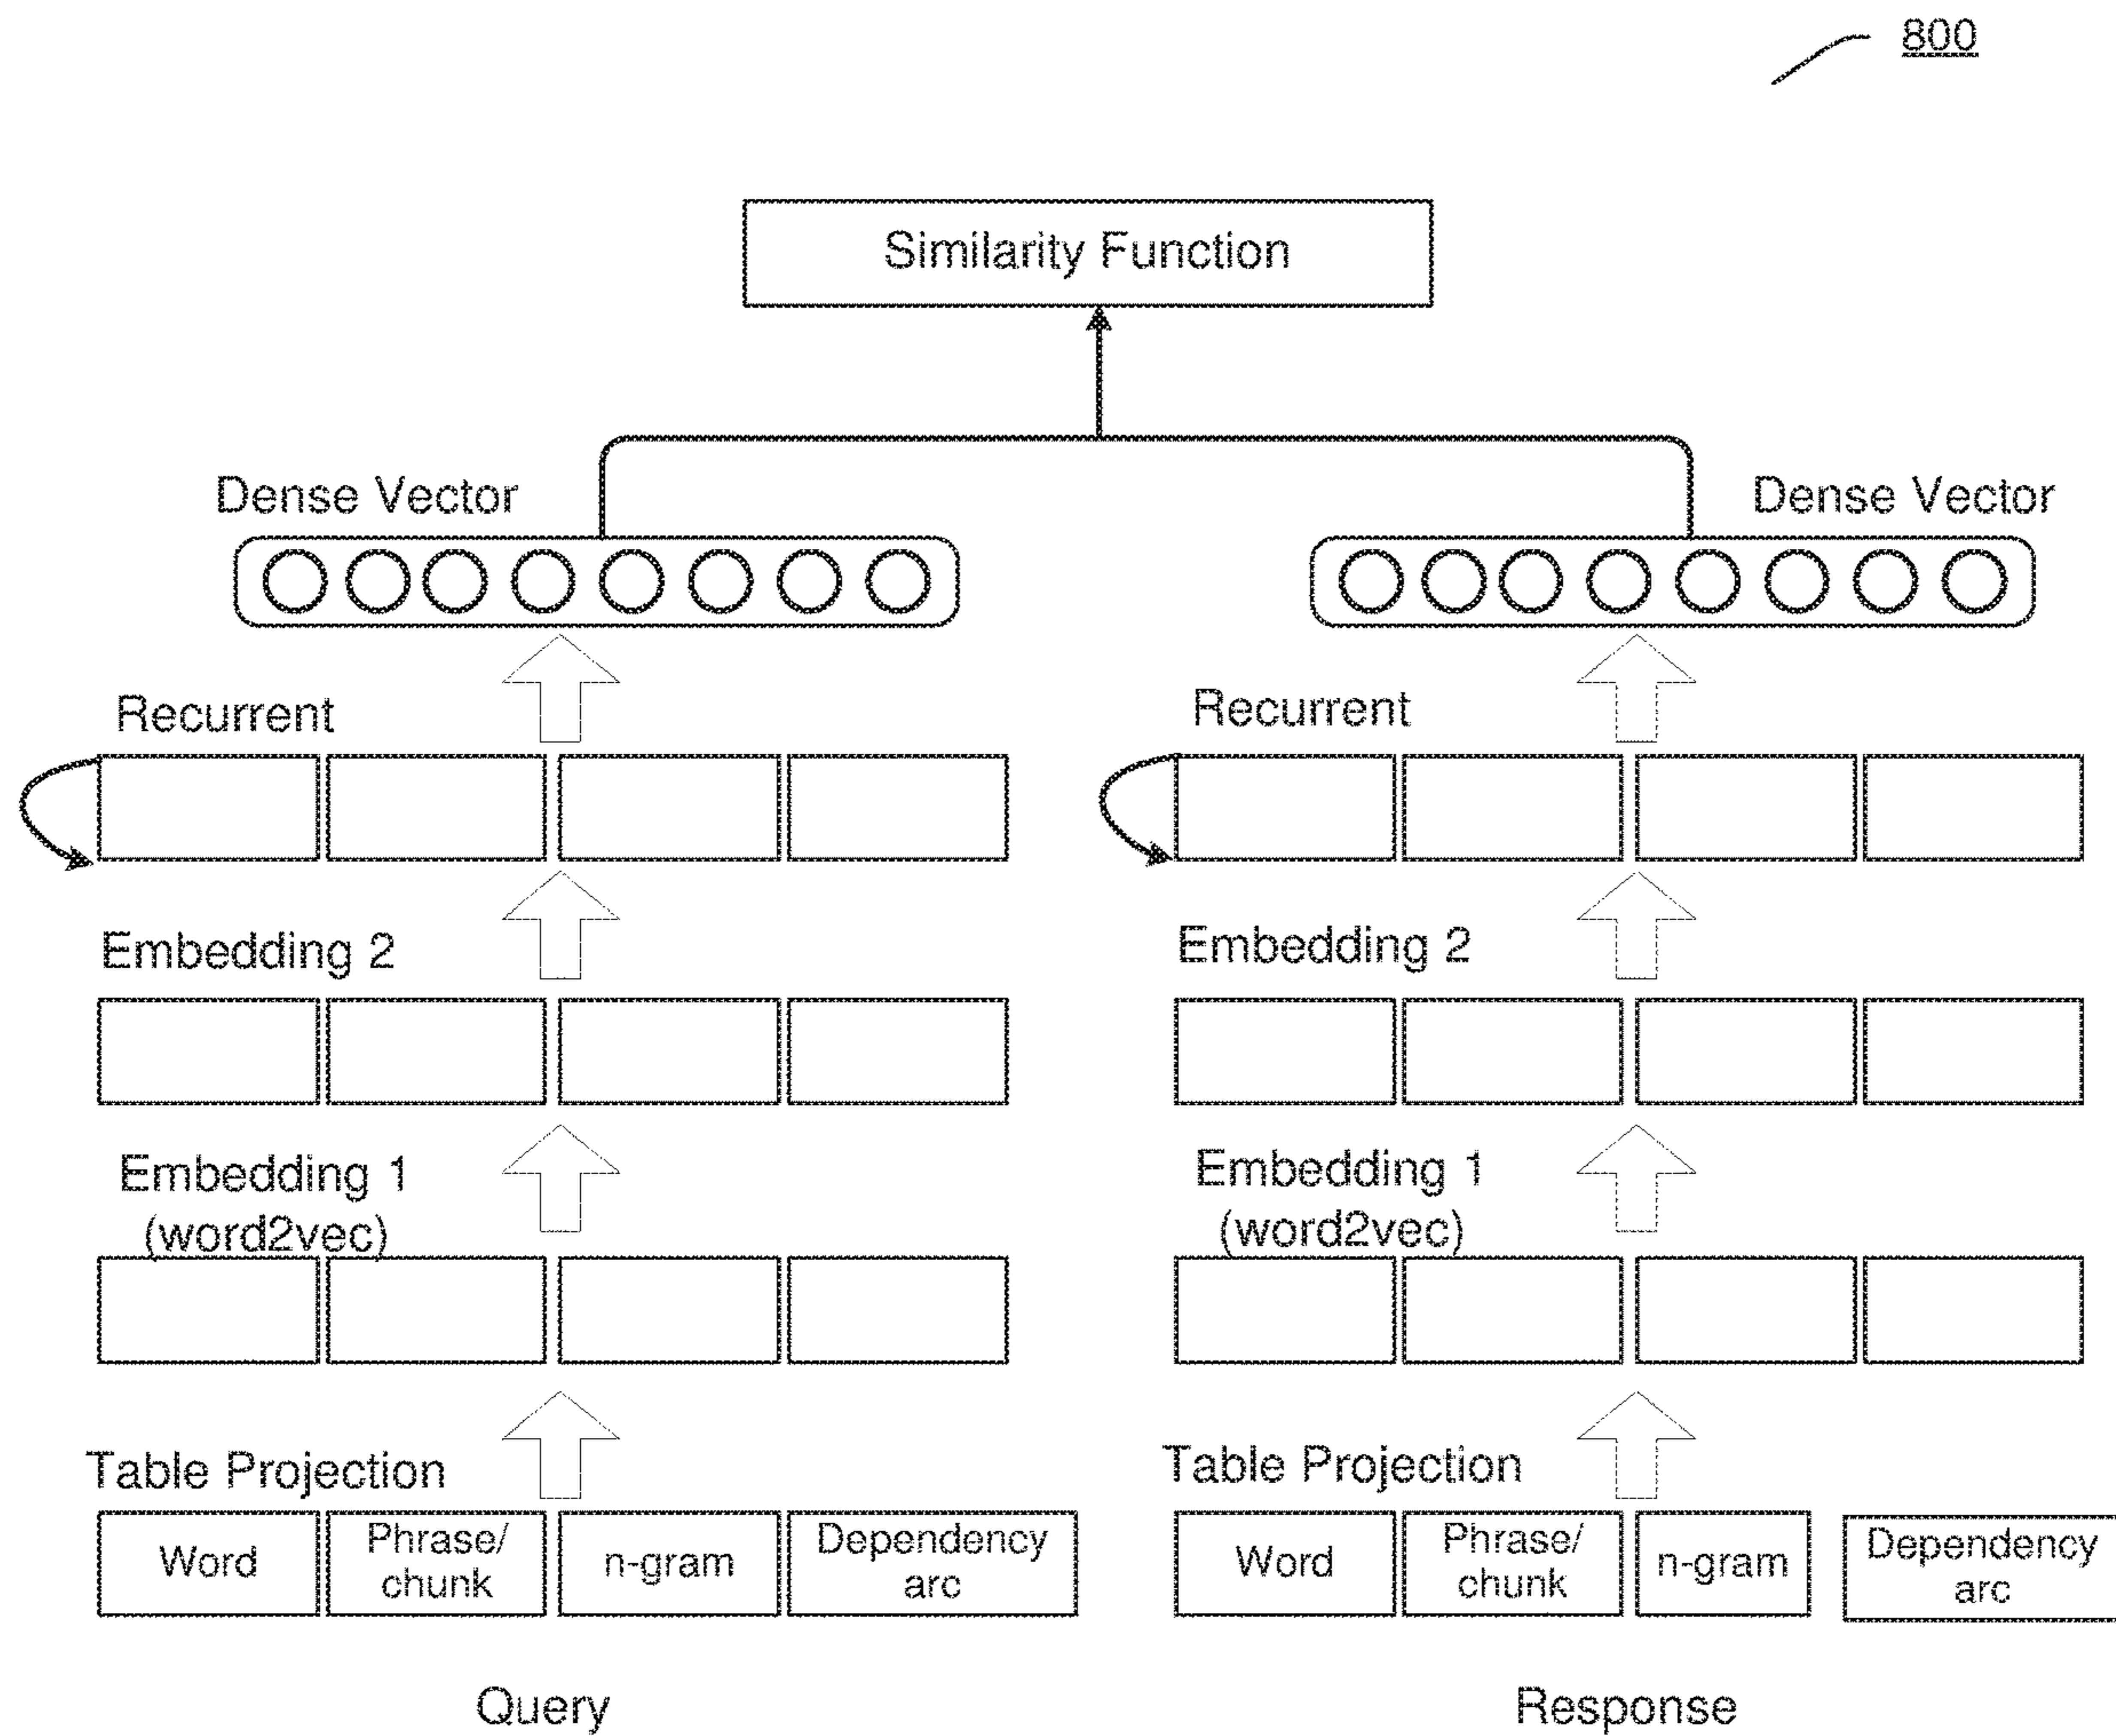 800
Similarity Function
Dense Vector
Dense Vector
Recurrent
Recurrent
Embedding 2
Embedding 2
Embedding 1
(word2vec)
Embedding 1
(word2vec)
Table Projection
Table Projection
Word
Phrase/
chunk
n-gram
Dependency
arc
Word
Phrase/
chunk
n-gram
Dependency
arc
Query
Response